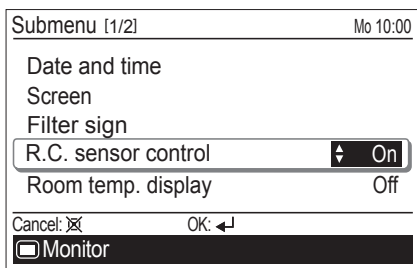 Submenu [1/2] Mo 10:00
Date and time
Screen
Filter sign
R.C. sensor control On
Room temp. display Off
Cancel: OK:
Monitor